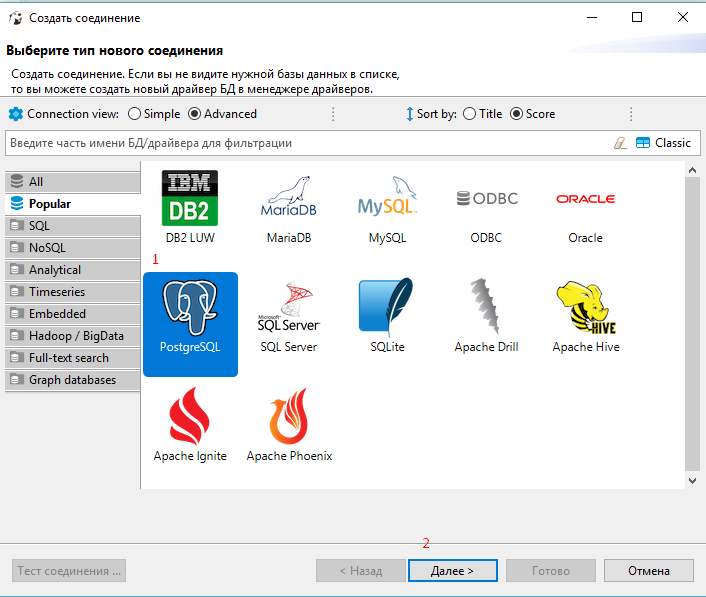 Создать соединение
Выберите тип нового соединения
Создать соединение. Если вы не видите нужной базы данных в списке,
то вы можете создать новый драйвер БД в менеджере драйверов.
Connection view: Simple Advanced Sort by: Title Score
Введите часть имени БД/драйвера для фильтрации Classic
All
Popular
SQL
NoSQL
Analytical
Timeseries
Embedded
Hadoop / BigData
Full-text search
Graph databases
IBM
DB2
MariaDB
MySQL
ODBC
ORACLE
DB2 LUW
MariaDB
MySQL
ODBC
Oracle
1
Microsoft
SQL Server
HIVE
PostgreSQL
SQL Server
SQLite
Apache Drill
Apache Hive
Apache Ignite
Apache Phoenix
2
Тест соединения ... < Назад Далее > Готово Отмена